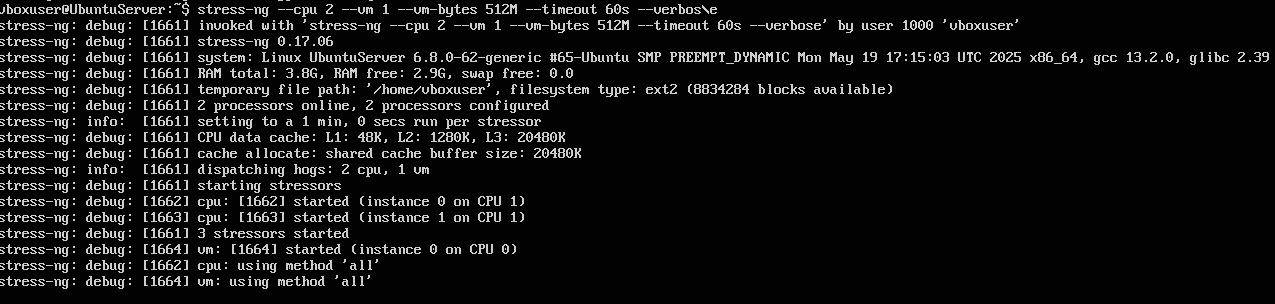 vboxuser@UbuntuServer:~$ stress-ng --cpu 2 --vm 1 --vm-bytes 512M --timeout 60s --verbos\e
stress-ng: debug: [1661] invoked with 'stress-ng --cpu 2 --vm 1 --vm-bytes 512M --timeout 60s --verbose' by user 1000 'vboxuser'
stress-ng: debug: [1661] stress-ng 0.17.06
stress-ng: debug: [1661] system: Linux UbuntuServer 6.8.0-62-generic #65-Ubuntu SMP PREEMPT_DYNAMIC Mon May 19 17:15:03 UTC 2025 x86_64, gcc 13.2.0, glibc 2.39
stress-ng: debug: [1661] RAM total: 3.8G, RAM free: 2.9G, swap free: 0.0
stress-ng: debug: [1661] temporary file path: '/home/vboxuser', filesystem type: ext2 (8834284 blocks available)
stress-ng: debug: [1661] 2 processors online, 2 processors configured
stress-ng: info:  [1661] setting to a 1 min, 0 secs run per stressor
stress-ng: debug: [1661] CPU data cache: L1: 48K, L2: 1280K, L3: 20480K
stress-ng: debug: [1661] cache allocate: shared cache buffer size: 20480K
stress-ng: info:  [1661] dispatching hogs: 2 cpu, 1 vm
stress-ng: debug: [1661] starting stressors
stress-ng: debug: [1662] cpu: [1662] started (instance 0 on CPU 1)
stress-ng: debug: [1663] cpu: [1663] started (instance 1 on CPU 1)
stress-ng: debug: [1661] 3 stressors started
stress-ng: debug: [1664] vm: [1664] started (instance 0 on CPU 0)
stress-ng: debug: [1662] cpu: using method 'all'
stress-ng: debug: [1664] vm: using method 'all'